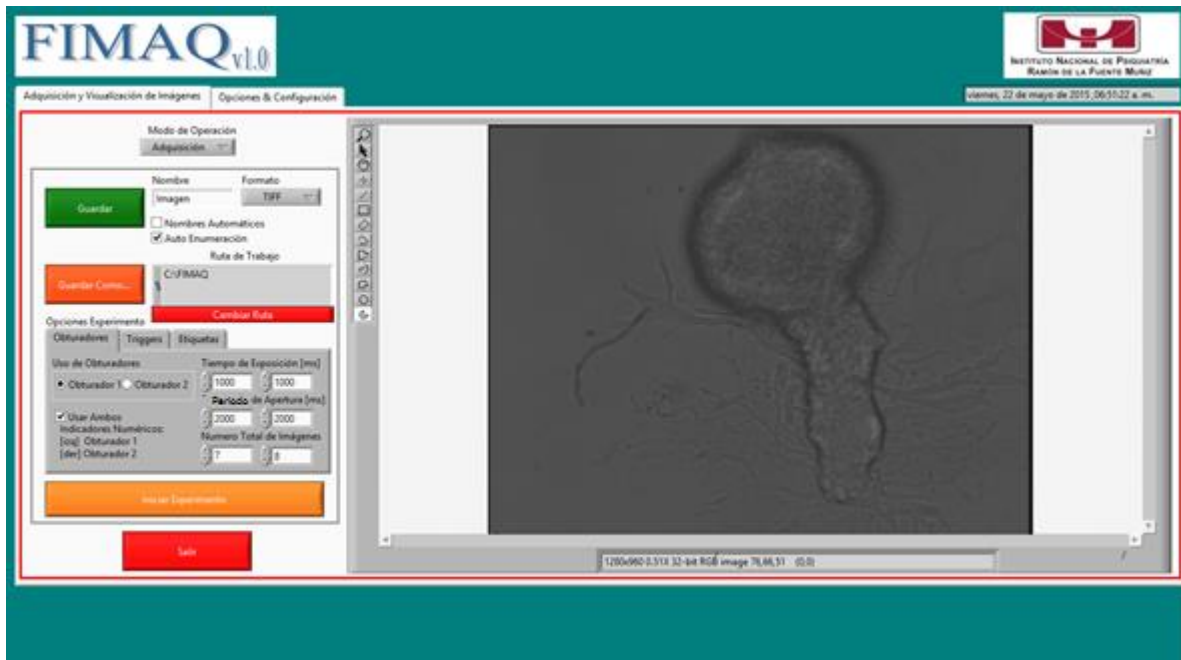 FIMAQ v1.0
INSTITUTO NACIONAL DE PSIQUIATRÍA
RAMÓN DE LA FUENTE MUÑIZ
Adquisición y Visualización de Imágenes
Opciones & Configuración
viernes, 22 de mayo de 2015, 06:51:22 a. m.
Modo de Operación
Adquisición
Nombre
Formato
Guardar
Imagen
TIFF
Nombres Automáticos
Auto Enumeración
Ruta de Trabajo
Guardar Como...
C:\FIMAQ
Cambiar Ruta
Opciones Experimento
Obturadores
Triggers
Etiquetas
Uso de Obturadores
Tiempo de Exposición [ms]
Obturador 1
Obturador 2
1000
1000
Periodo de Apertura [ms]
Usar Ambos
2000
2000
Indicadores Numéricos:
Numero Total de Imágenes
[izq] Obturador 1
[der] Obturador 2
7
8
Iniciar Experimento
Salir
1280x960 0.51X 32-bit RGB image 76,66,51 (0,0)